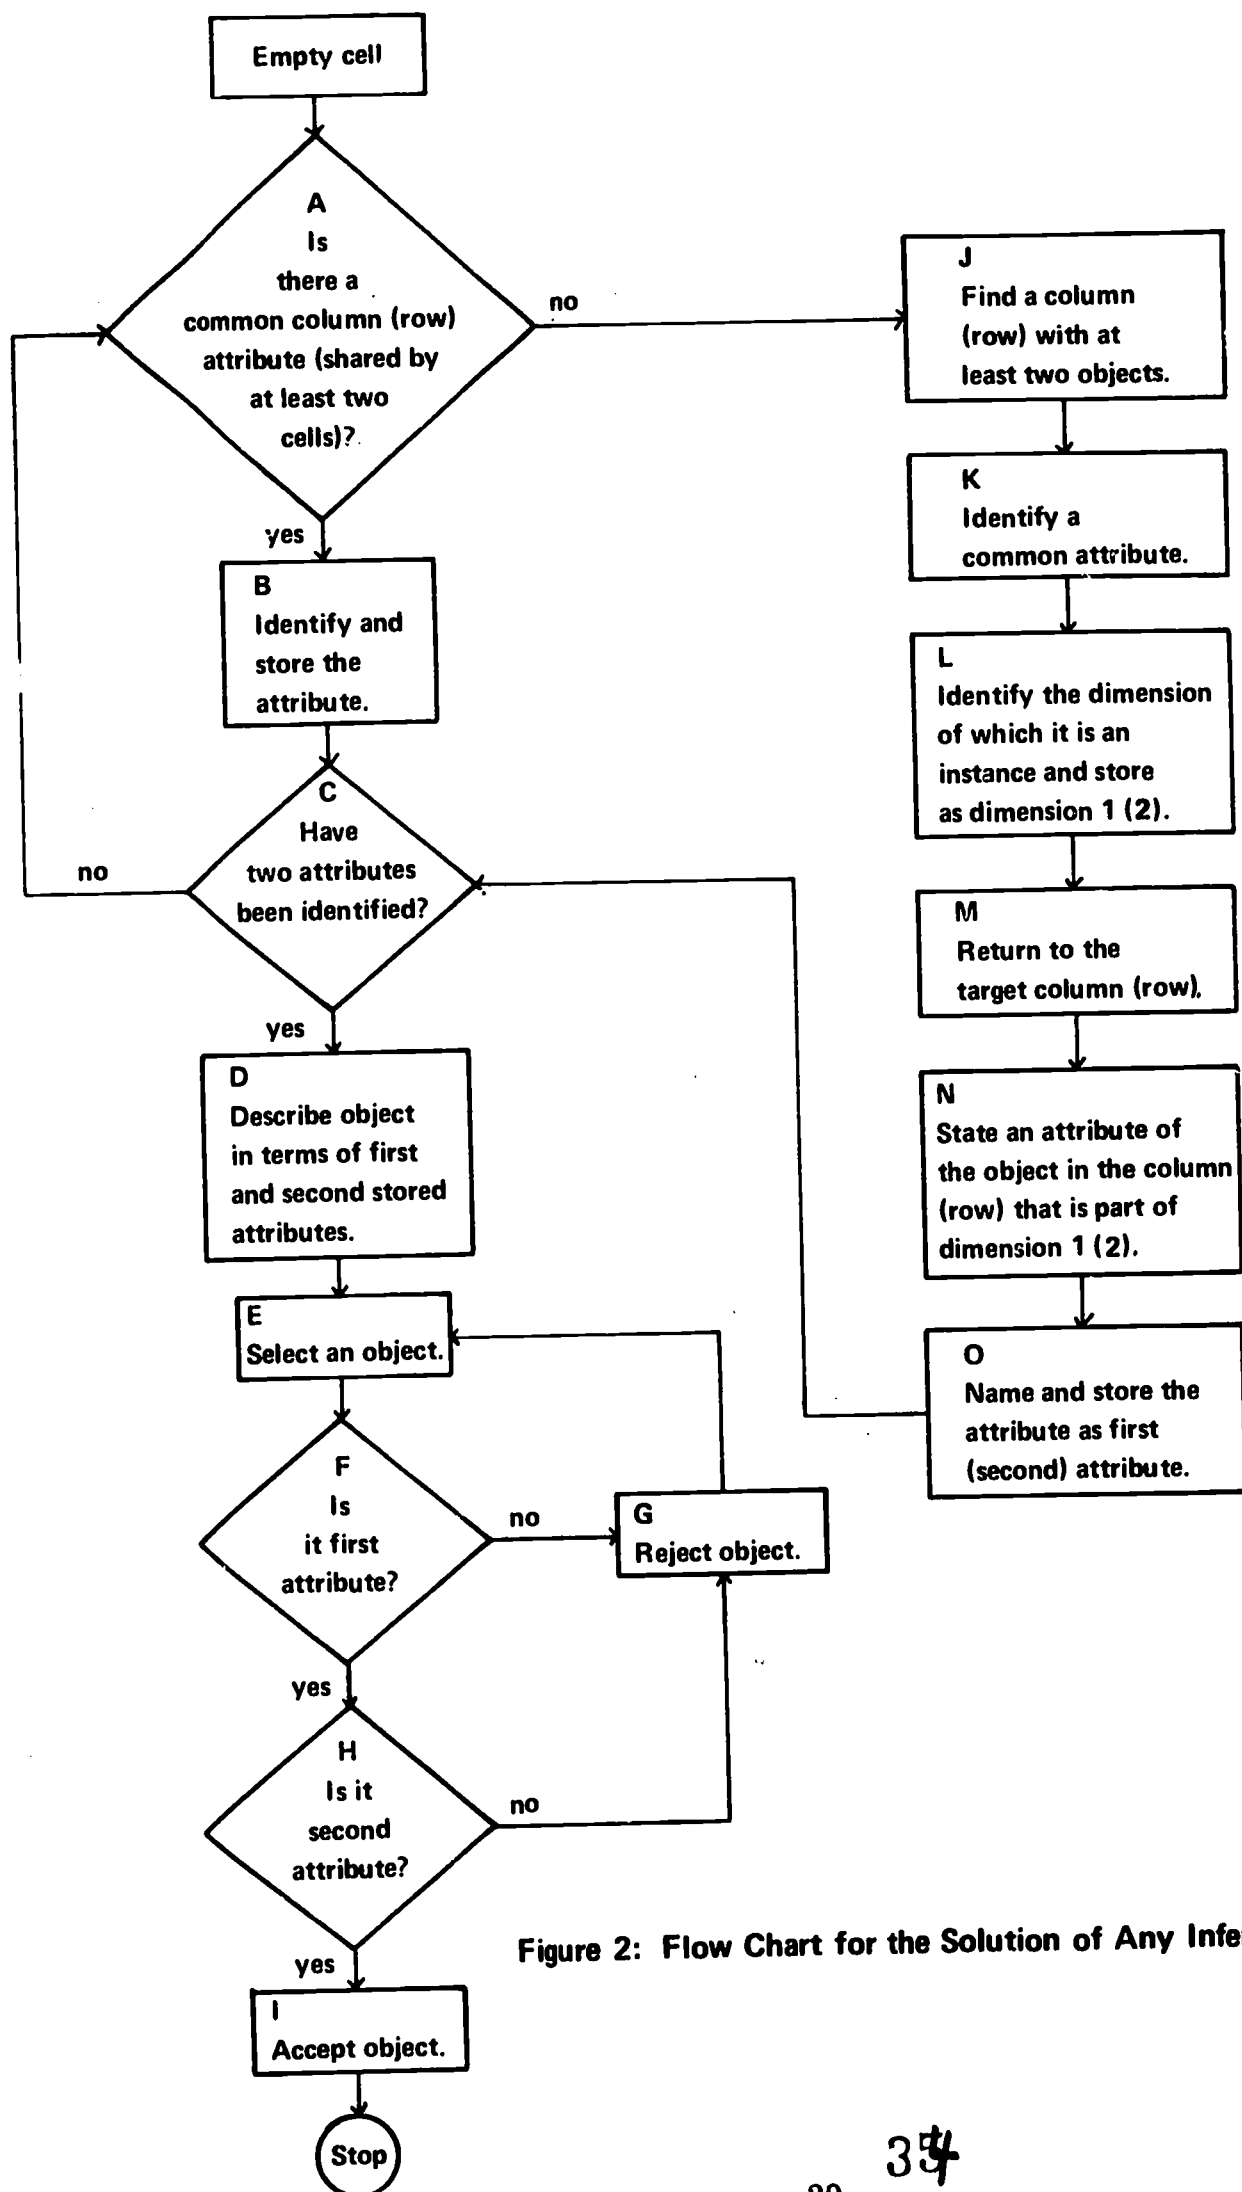 Empty cell
A
Is
there a
common column (row)
attribute (shared by
at least two
cells)?
no
yes
B
Identify and
store the
attribute.
C
Have
two attributes
been identified?
no
yes
D
Describe object
in terms of first
and second stored
attributes.
E
Select an object.
F
Is
it first
attribute?
no
G
Reject object.
yes
H
Is it
second
attribute?
no
yes
I
Accept object.
Stop
J
Find a column
(row) with at
least two objects.
K
Identify a
common attribute.
L
Identify the dimension
of which it is an
instance and store
as dimension 1 (2).
M
Return to the
target column (row).
N
State an attribute of
the object in the column
(row) that is part of
dimension 1 (2).
O
Name and store the
attribute as first
(second) attribute.
Figure 2: Flow Chart for the Solution of Any